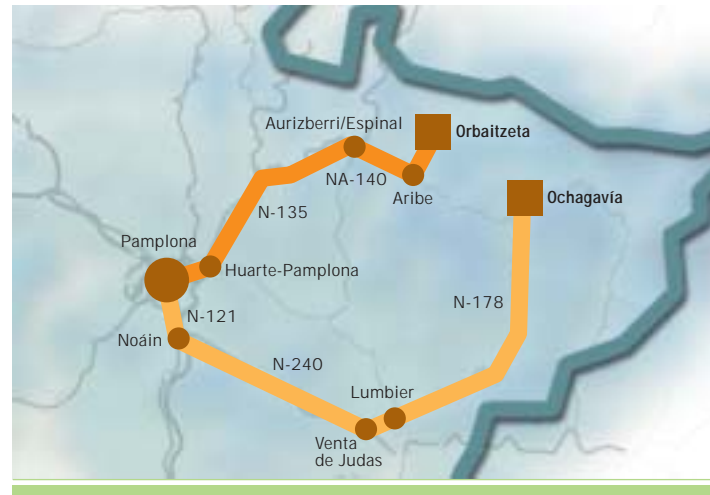 Aurizberri/Espinal
Orbaitzeta
NA-140
Aribe
Ochagavía
N-135
Pamplona
Huarte-Pamplona
N-178
N-121
Noáin
N-240
Lumbier
Venta
de Judas